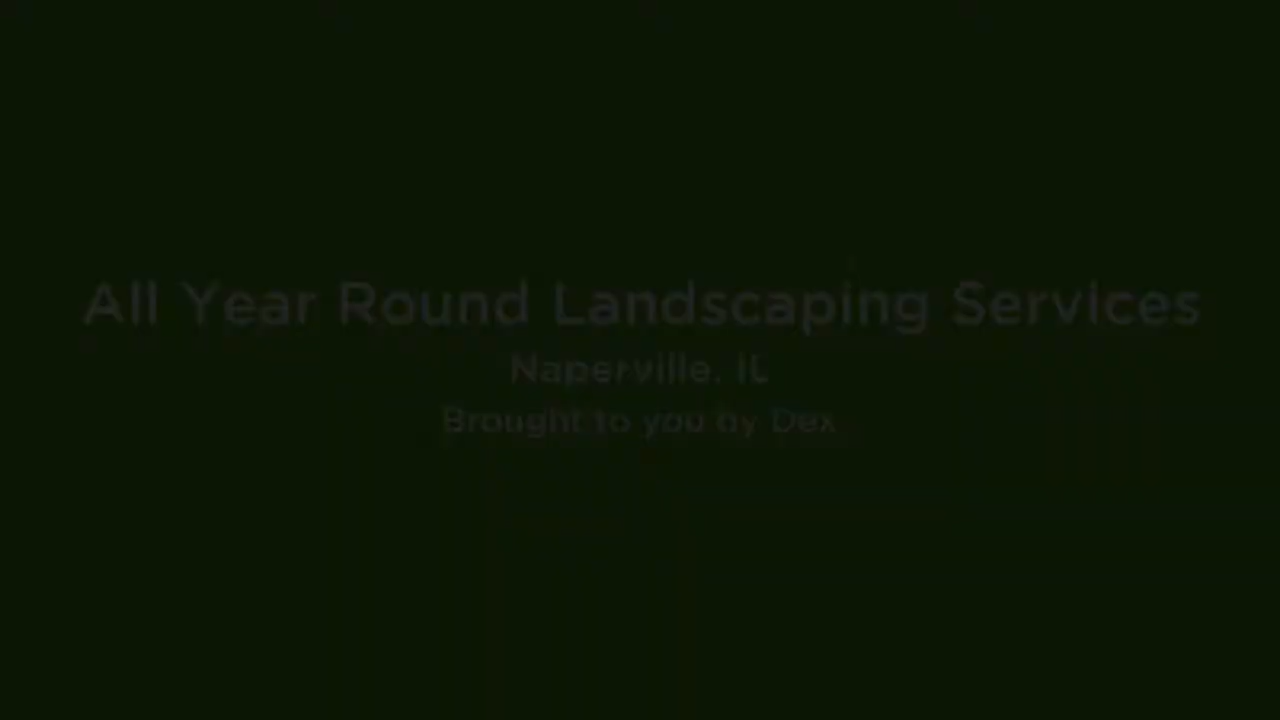 All Year Round Landscaping Services
Naperville, IL
Brought to you by Dex